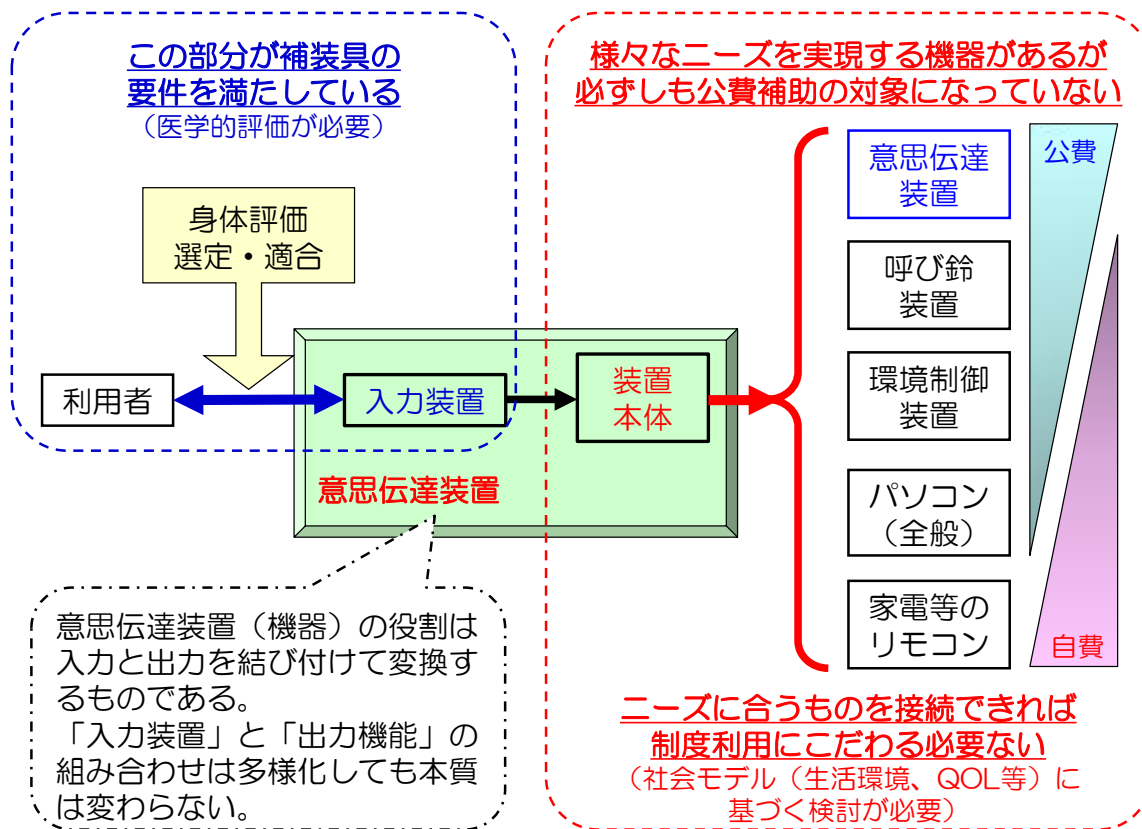 この部分が補装具の
要件を満たしている
（医学的評価が必要）
身体評価
選定・適合
利用者
入力装置
装置
本体
意思伝達装置
意思伝達装置（機器）の役割は
入力と出力を結び付けて変換す
るものである。
「入力装置」と「出力機能」の
組み合わせは多様化しても本質
は変わらない。
様々なニーズを実現する機器があるが
必ずしも公費補助の対象になっていない
意思伝達
装置
呼び鈴
装置
環境制御
装置
パソコン
（全般）
家電等の
リモコン
公費
自費
ニーズに合うものを接続できれば
制度利用にこだわる必要ない
（社会モデル（生活環境、QOL等）に
基づく検討が必要）